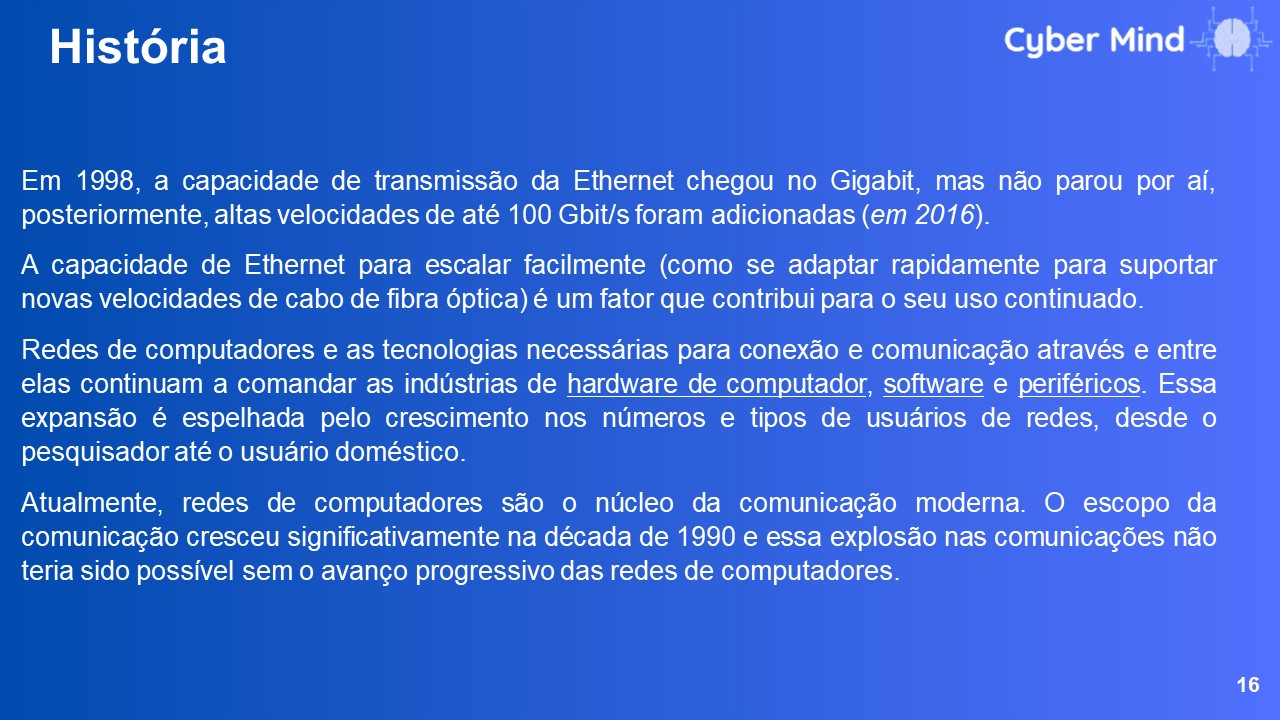 História
Cyber Mind
Em 1998, a capacidade de transmissão da Ethernet chegou no Gigabit, mas não parou por aí,
posteriormente, altas velocidades de até 100 Gbit/s foram adicionadas (em 2016).
A capacidade de Ethernet para escalar facilmente (como se adaptar rapidamente para suportar
novas velocidades de cabo de fibra óptica) é um fator que contribui para o seu uso continuado.
Redes de computadores e as tecnologias necessárias para conexão e comunicação através e entre
elas continuam a comandar as indústrias de hardware de computador, software e periféricos. Essa
expansão é espelhada pelo crescimento nos números e tipos de usuários de redes, desde o
pesquisador até o usuário doméstico.
Atualmente, redes de computadores são o núcleo da comunicação moderna. O escopo da
comunicação cresceu significativamente na década de 1990 e essa explosão nas comunicações não
teria sido possível sem o avanço progressivo das redes de computadores.
16